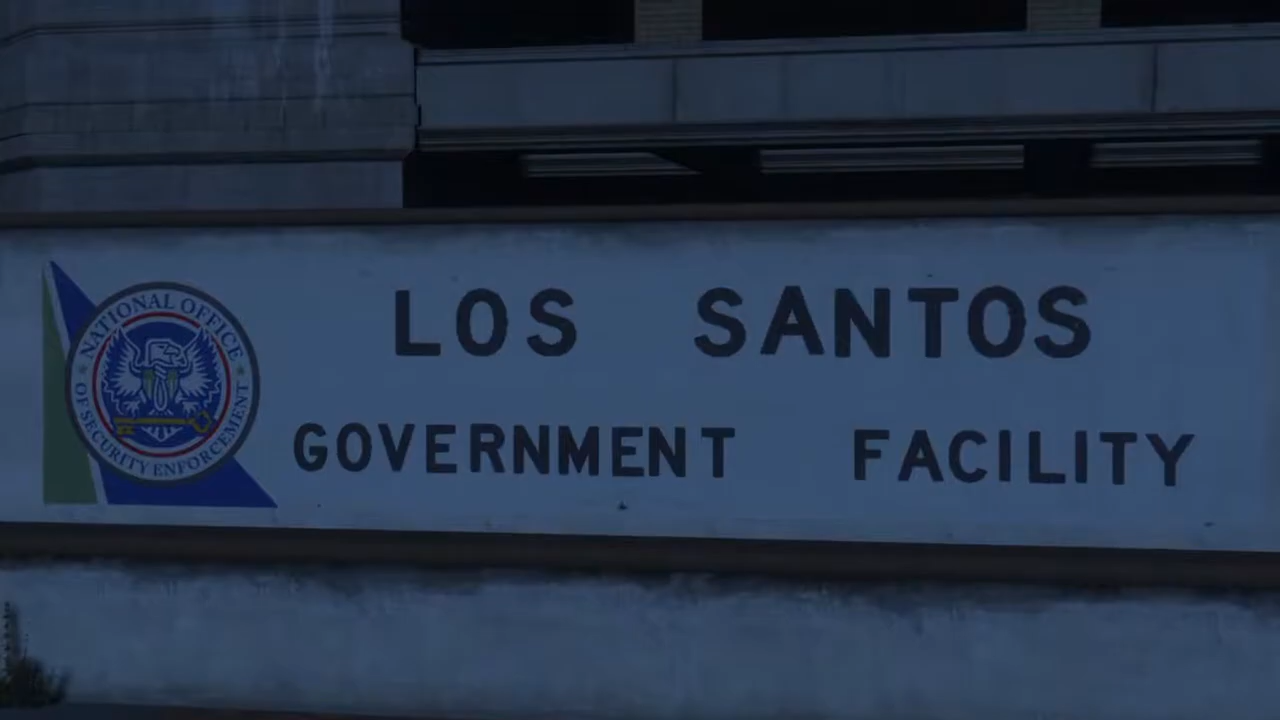 NATIONAL OFFICE
OF SECURITY ENFORCEMENT
LOS SANTOS
GOVERNMENT FACILITY